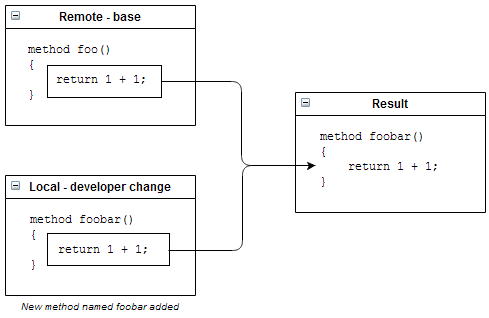 Remote - base
method foo()
{
return 1 + 1;
}
Local - developer change
method foobar()
{
return 1 + 1;
}
New method named foobar added
Result
method foobar()
{
return 1 + 1;
}